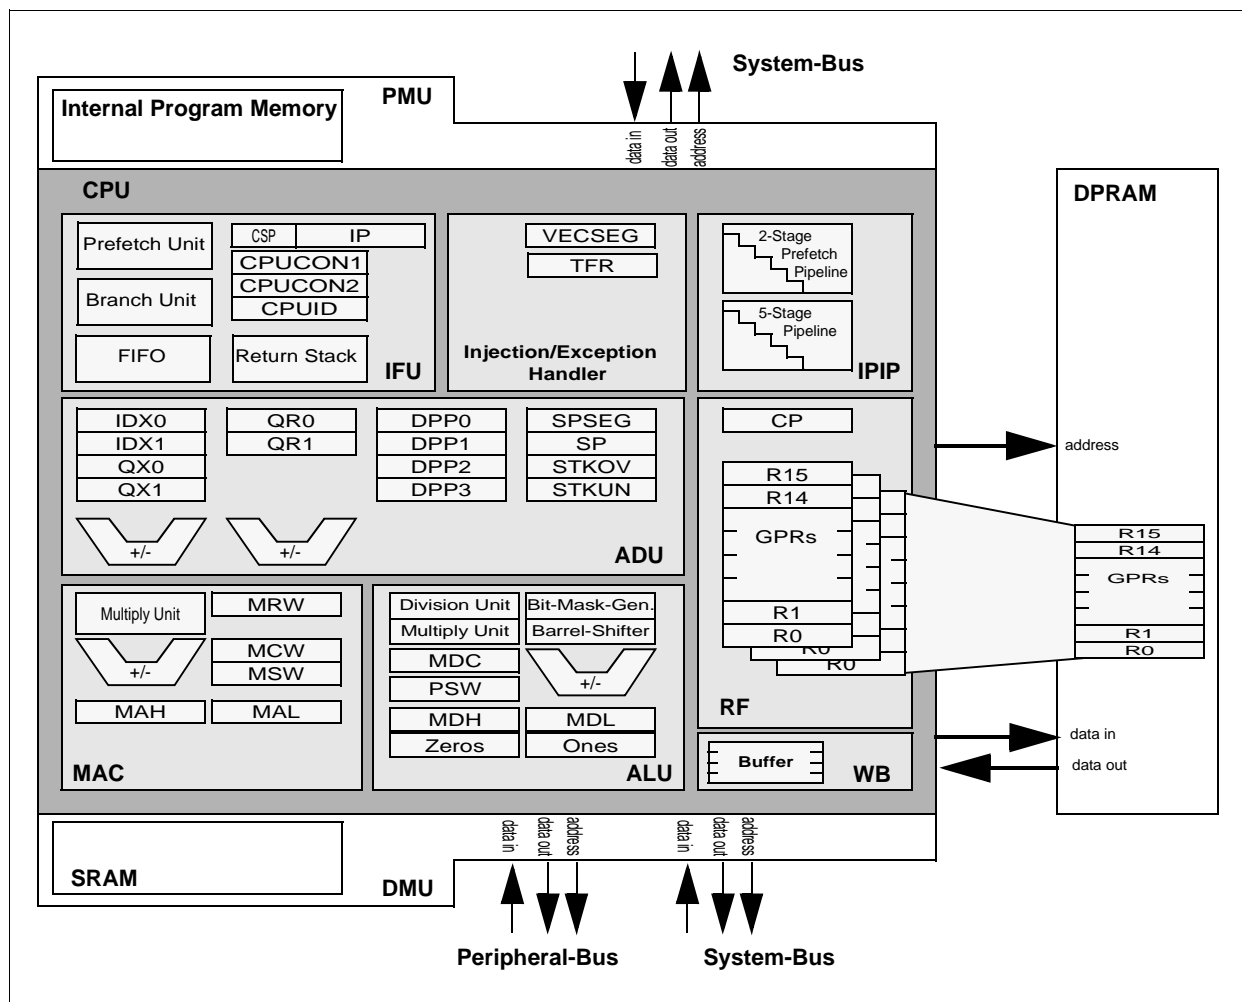 System-Bus
PMU
Internal Program Memory
data in
data out
address
CPU
DPRAM
Prefetch Unit
CSP
IP
CPUCON1
CPUCON2
CPUID
Branch Unit
FIFO
Return Stack
IFU
VECSEG
TFR
Injection/Exception
Handler
2-Stage
Prefetch
Pipeline
5-Stage
Pipeline
IPIP
IDX0
IDX1
QX0
QX1
QR0
QR1
DPP0
DPP1
DPP2
DPP3
SPSEG
SP
STKOV
STKUN
+/-
+/-
ADU
CP
R15
R14
GPRs
R1
R0
R0
R0
RF
address
R15
R14
GPRs
R1
R0
Multiply Unit
MRW
+/-
MCW
MSW
MAH
MAL
MAC
Division Unit
Bit-Mask-Gen.
Multiply Unit
Barrel-Shifter
MDC
PSW
+/-
MDH
MDL
Zeros
Ones
ALU
Buffer
WB
data in
data out
SRAM
DMU
data in
data out
address
data in
data out
address
Peripheral-Bus
System-Bus